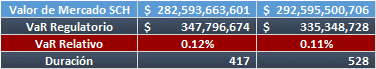 Valor de Mercado SCH $ 282,593,663,601 $ 292,595,500,706
VaR Regulatorio $ 347,796,674 $ 335,348,728
VaR Relativo 0.12% 0.11%
Duración 417 528